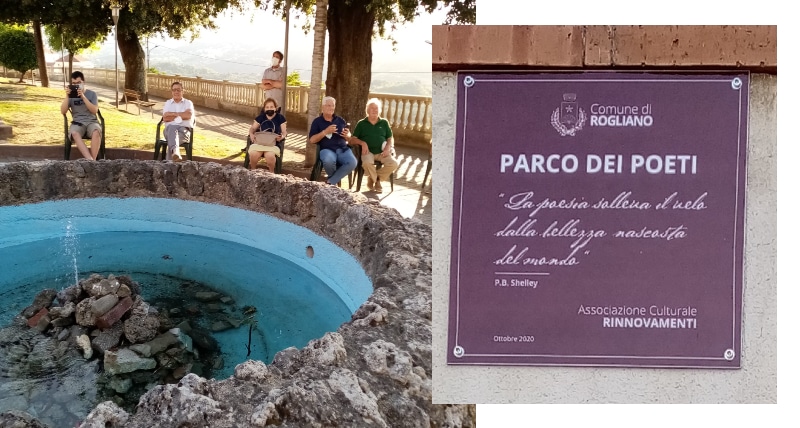 Comune di
ROGLIANO
PARCO DEI POETI
"La poesia solleva il velo
dalla bellezza nascosta
del mondo"
P.B. Shelley
Associazione Culturale
RINNOVAMENTI
Ottobre 2020